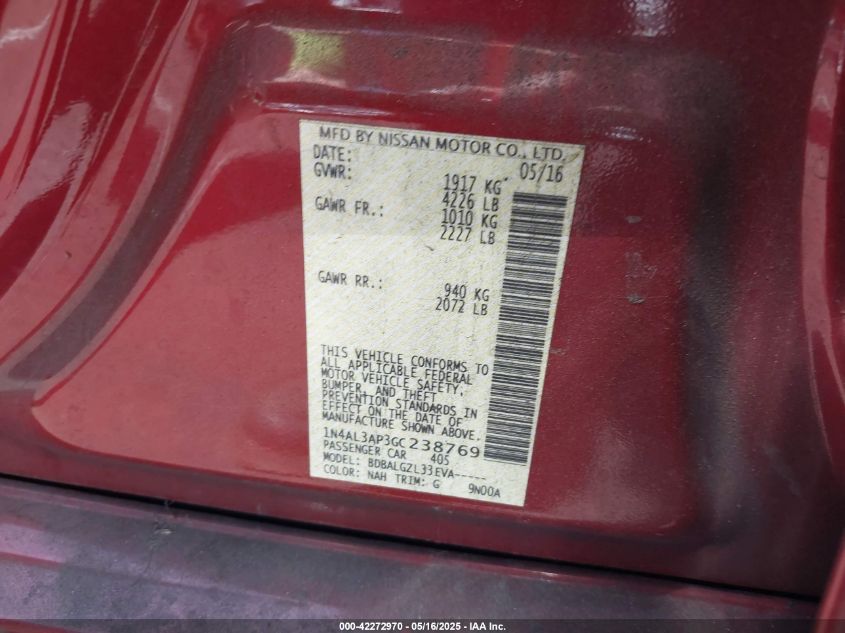 MFD BY NISSAN MOTOR CO., LTD.
DATE: 05/16
GVWR: 1917 KG
4226 LB
GAWR FR.: 1010 KG
2227 LB
GAWR RR.: 940 KG
2072 LB
THIS VEHICLE CONFORMS TO
ALL APPLICABLE FEDERAL
MOTOR VEHICLE SAFETY,
BUMPER, AND THEFT
PREVENTION STANDARDS IN
EFFECT ON THE DATE OF
MANUFACTURE SHOWN ABOVE.
1N4AL3AP3GC238769
PASSENGER CAR 405
MODEL: BDBALGZL33EVA-----
COLOR: NAH TRIM: G 9N00A
000-42272970 - 05/16/2025 - IAA Inc.